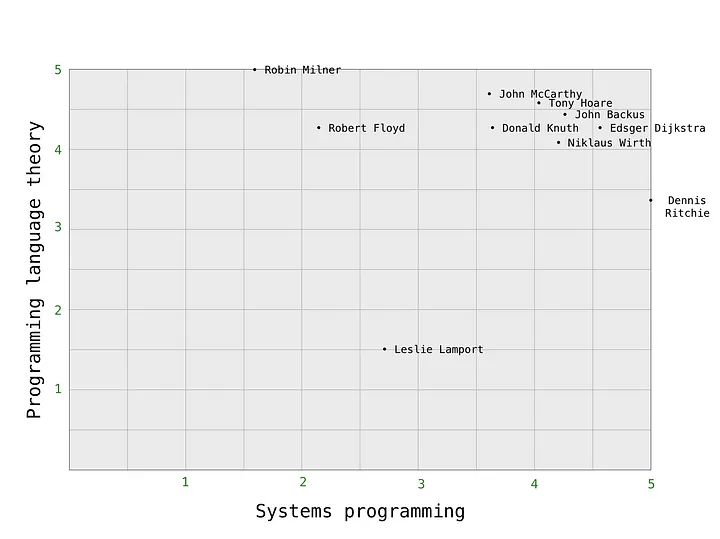 5
• Robin Milner
• John McCarthy
• Tony Hoare
• John Backus
• Robert Floyd
• Donald Knuth
• Edsger Dijkstra
4
• Niklaus Wirth
• Dennis
Ritchie
3
2
• Leslie Lamport
1
Programming language theory
1 2 3 4 5
Systems programming